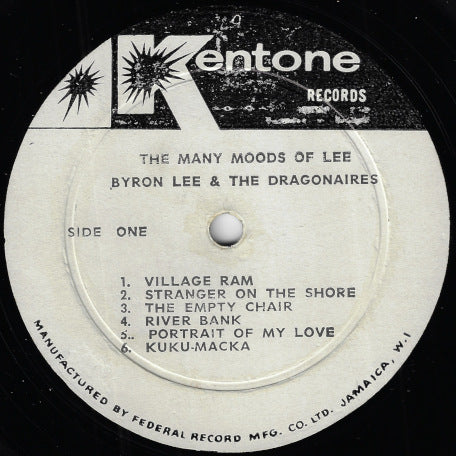 Kentone
RECORDS
THE MANY MOODS OF LEE
BYRON LEE & THE DRAGONAIRES
SIDE ONE
1. VILLAGE RAM
2. STRANGER ON THE SHORE
3. THE EMPTY CHAIR
4. RIVER BANK
5.. PORTRAIT OF MY LOVE
6. KUKU-MACKA
MANUFACTURED BY FEDERAL RECORD MFG. CO. LTD. JAMAICA, W.I